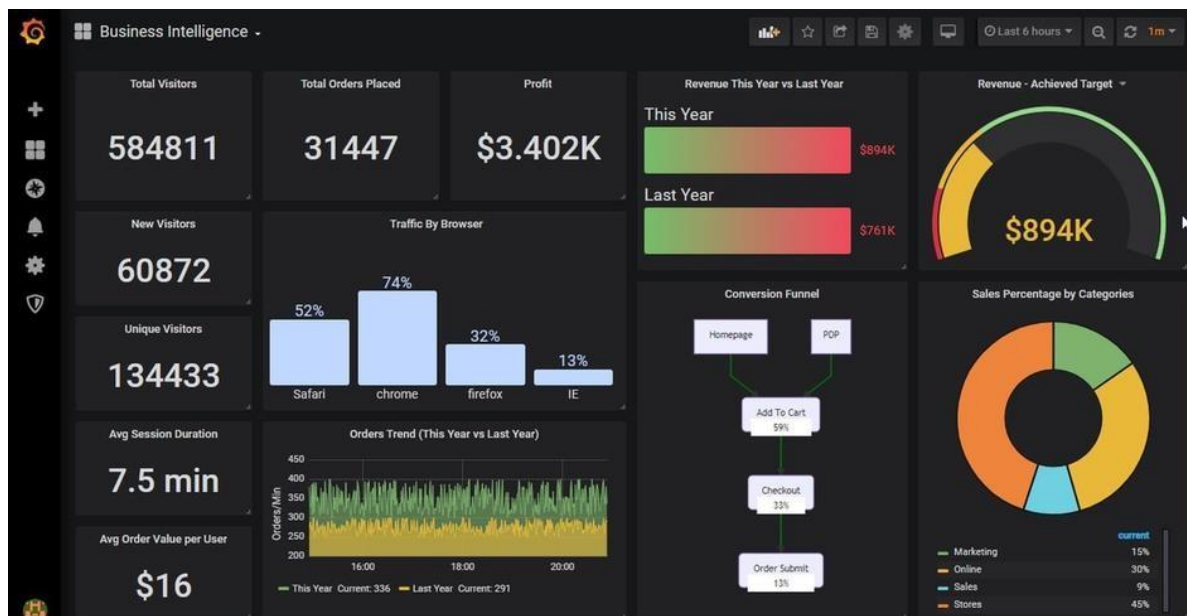 Business Intelligence
Last 6 hours
1m
Total Visitors
584811
Total Orders Placed
31447
Profit
$3.402K
Revenue This Year vs Last Year
This Year
$894K
Last Year
$761K
Revenue - Achieved Target
$894K
New Visitors
60872
Traffic By Browser
52%
74%
32%
13%
Safari
chrome
firefox
IE
Unique Visitors
134433
Conversion Funnel
Homepage
PDP
Add To Cart
59%
Checkout
33%
Order Submit
13%
Sales Percentage by Categories
current
Marketing 15%
Online 30%
Sales 9%
Stores 45%
Avg Session Duration
7.5 min
Orders Trend (This Year vs Last Year)
Orders/Min
450
400
350
300
250
200
16:00
18:00
20:00
This Year Current: 336
Last Year Current: 291
Avg Order Value per User
$16